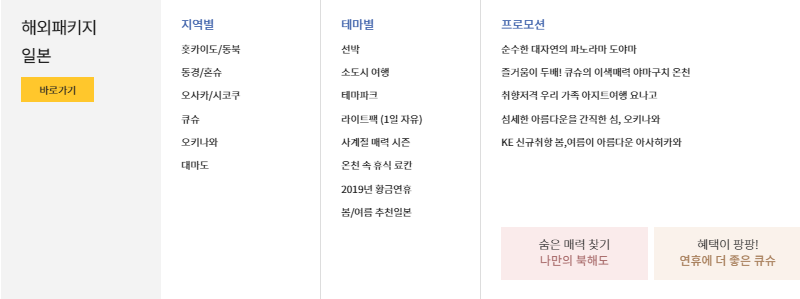 해외패키지
일본
바로가기
지역별
홋카이도/동북
동경/혼슈
오사카/시코쿠
큐슈
오키나와
대마도
테마별
선박
소도시 여행
테마파크
라이트팩 (1일 자유)
사계절 매력 시즌
온천 속 휴식 료칸
2019년 황금연휴
봄/여름 추천일본
프로모션
순수한 대자연의 파노라마 도야마
즐거움이 두배! 큐슈의 이색매력 야마구치 온천
취향저격 우리 가족 아지트여행 요나고
섬세한 아름다운을 간직한 섬, 오키나와
KE 신규취항 봄,여름이 아름다운 아사히카와
숨은 매력 찾기
나만의 북해도
혜택이 팡팡!
연휴에 더 좋은 큐슈